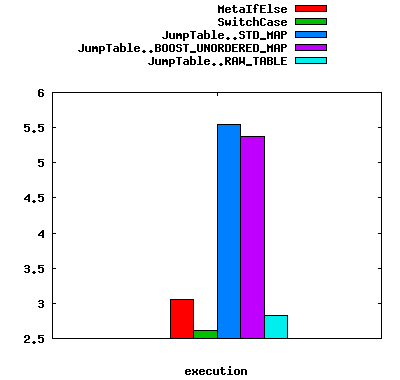 MetaIfElse
SwitchCase
JumpTable..STD_MAP
JumpTable..BOOST_UNORDERED_MAP
JumpTable..RAW_TABLE
6
5.5
5
4.5
4
3.5
3
2.5
execution